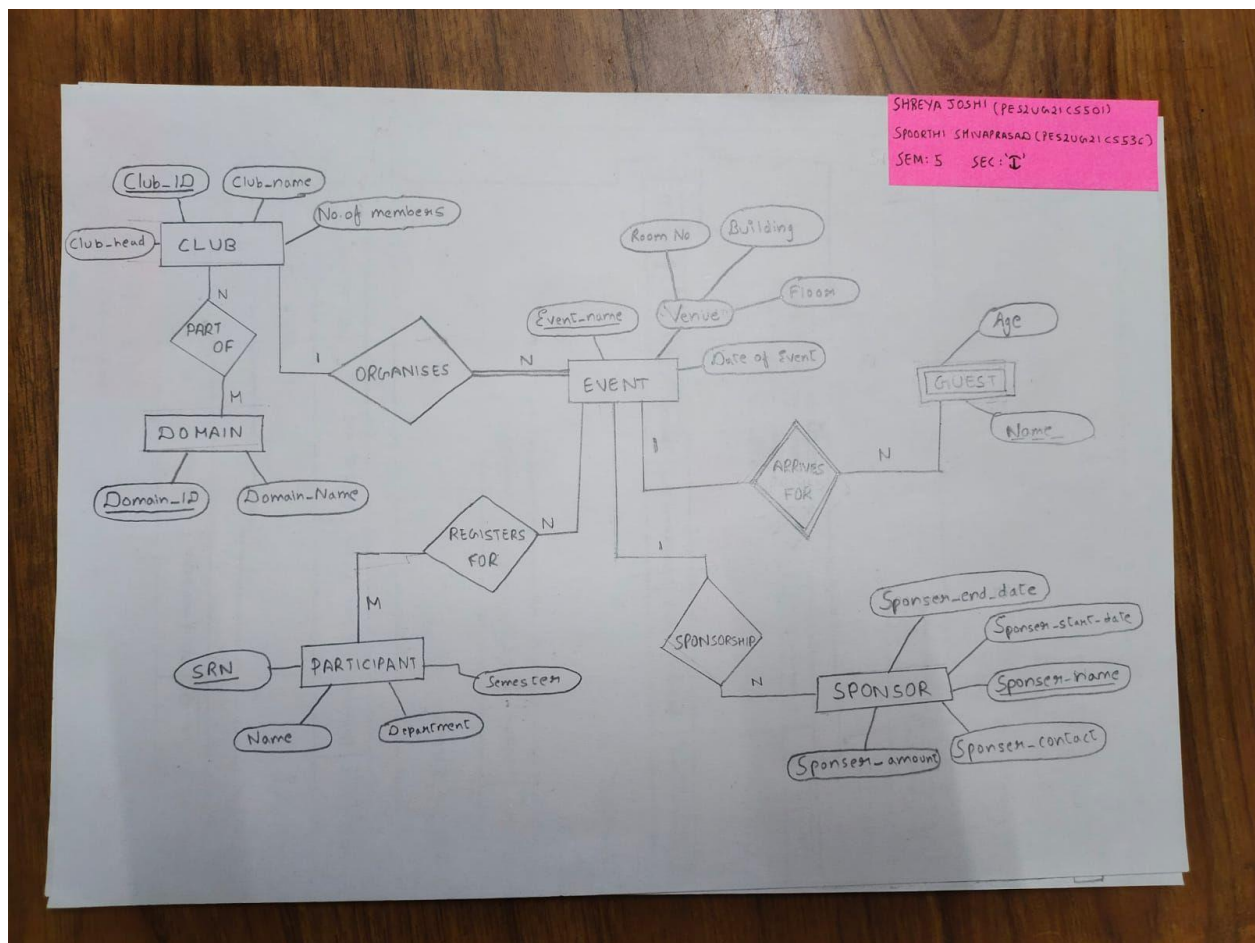 SHREYA JOSHI (PES2UG21CS501)
SPOORTHI SHIVAPRASAD (PES2UG21CS536)
SEM: 5 SEC: 'I'
Club_ID
Club_name
No. of members
Club_head
CLUB
N
PART
OF
M
DOMAIN
Domain_ID
Domain_Name
1
ORGANISES
N
Event_name
Room No
Building
Floor
Venue
Date of Event
EVENT
Age
GUEST
Name
1
ARRIVES
FOR
N
REGISTERS
FOR
N
M
SRN
PARTICIPANT
Semester
Name
Department
1
SPONSORSHIP
N
SPONSOR
Sponser_end_date
Sponser_start_date
Sponser_name
Sponser_contact
Sponser_amount